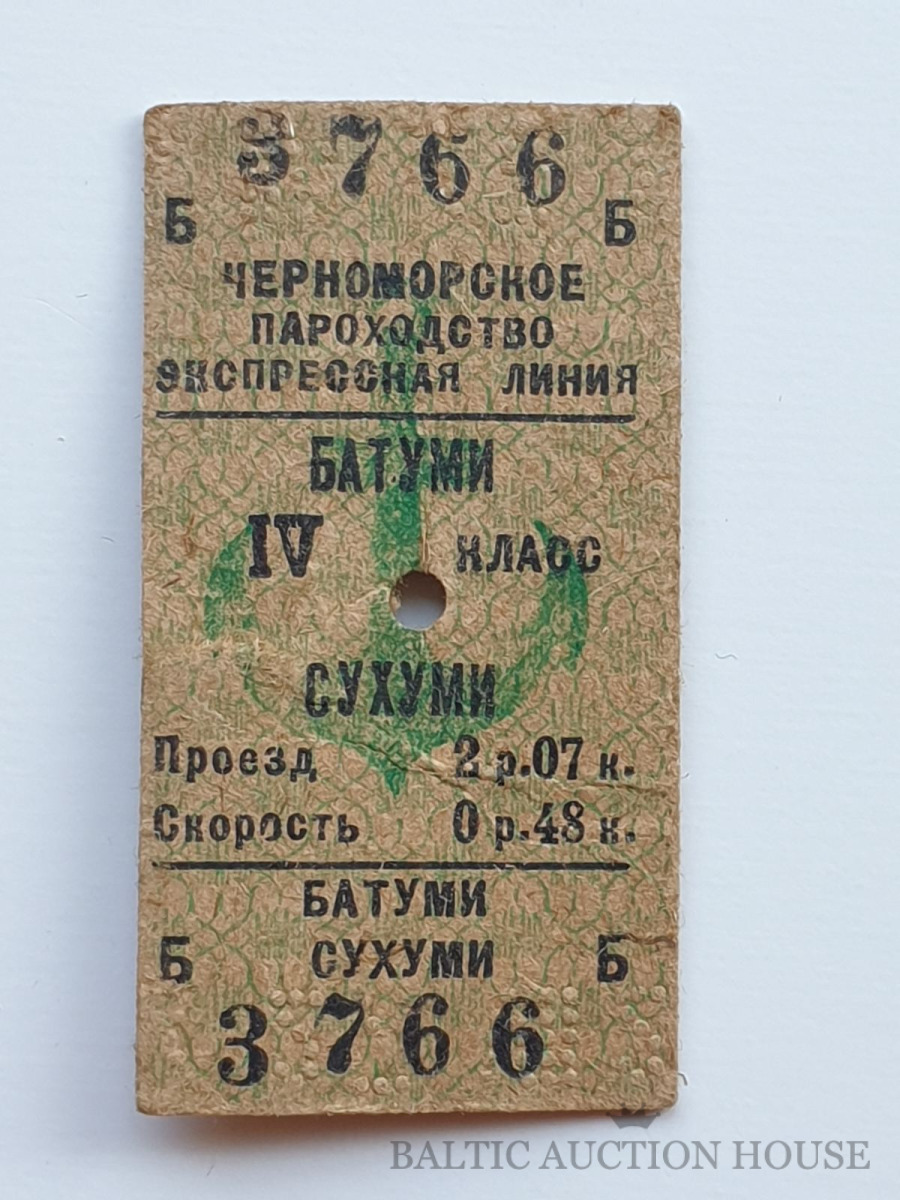 3766
Б Б
ЧЕРНОМОРСКОЕ
ПАРОХОДСТВО
ЭКСПРЕССНАЯ ЛИНИЯ
БАТУМИ
IV КЛАСС
СУХУМИ
Проезд 2 р.07 к.
Скорость 0 р.48 к.
БАТУМИ
Б СУХУМИ Б
3766
BALTIC AUCTION HOUSE